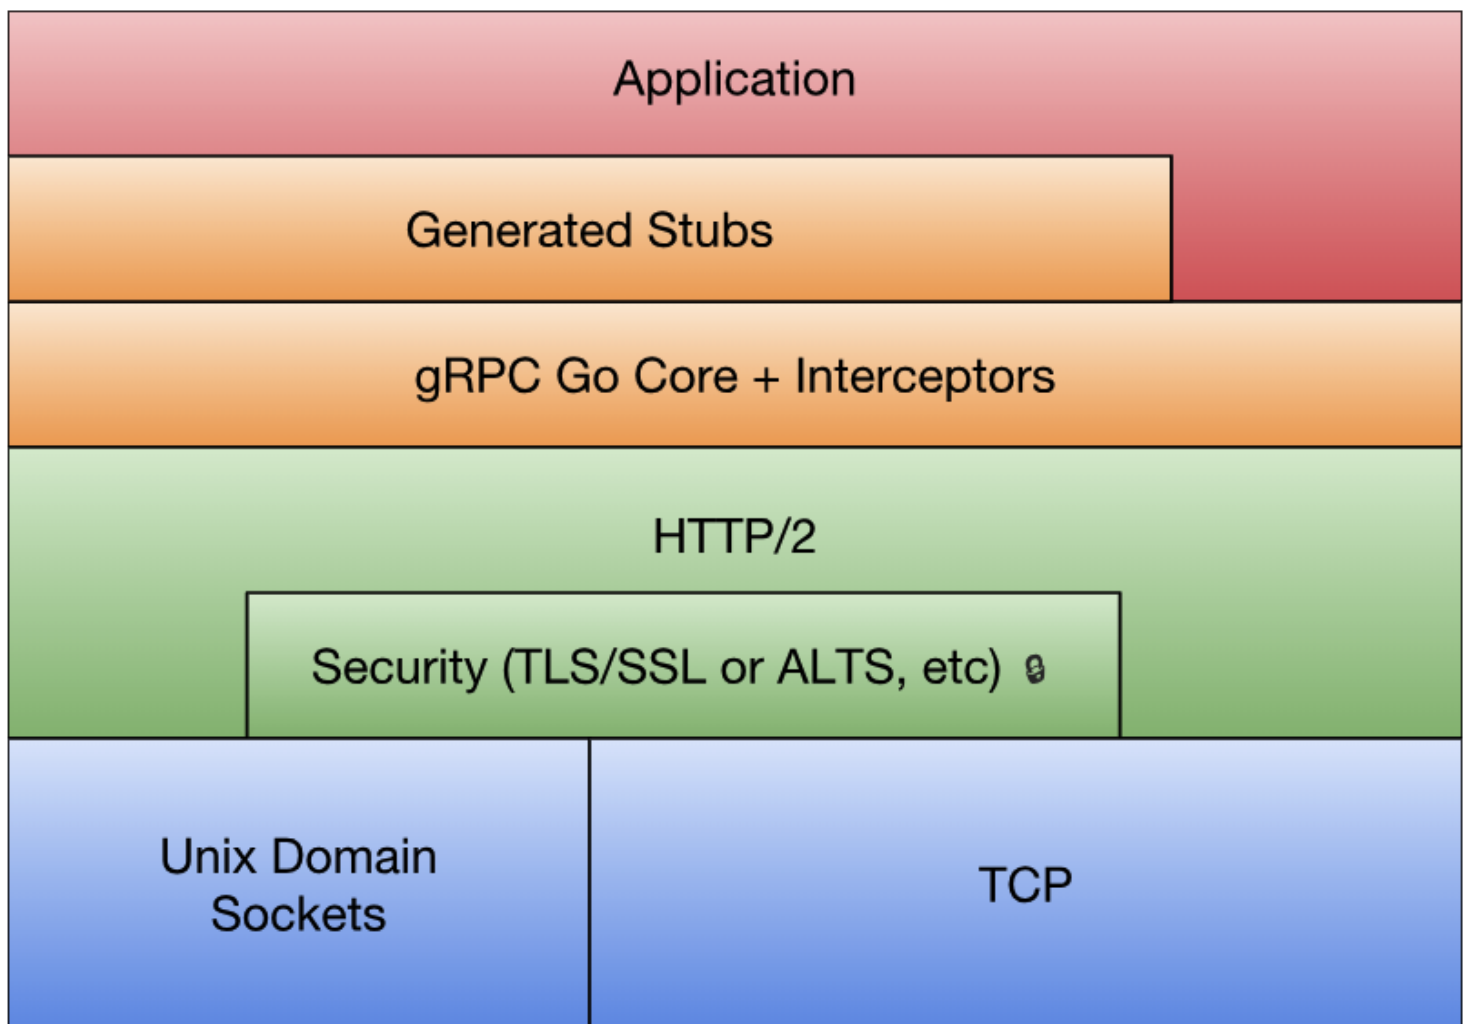 Application
Generated Stubs
gRPC Go Core + Interceptors
HTTP/2
Security (TLS/SSL or ALTS, etc) 🔒
Unix Domain
Sockets
TCP